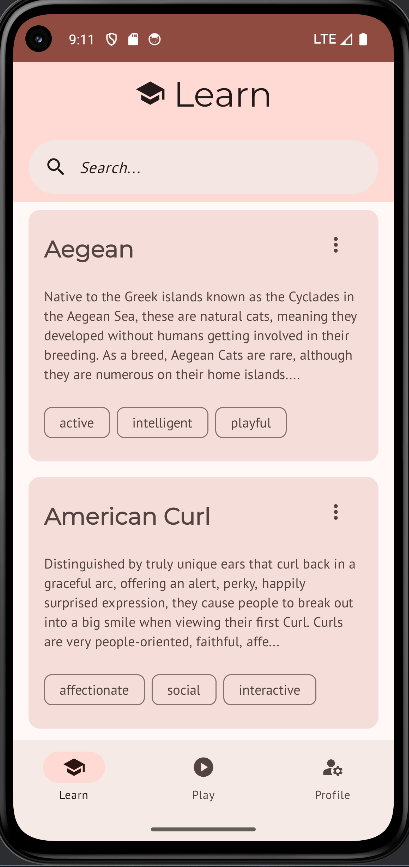 9:11
LTE
Learn
Search...
Aegean
Native to the Greek islands known as the Cyclades in
the Aegean Sea, these are natural cats, meaning they
developed without humans getting involved in their
breeding. As a breed, Aegean Cats are rare, although
they are numerous on their home islands....
active
intelligent
playful
American Curl
Distinguished by truly unique ears that curl back in a
graceful arc, offering an alert, perky, happily
surprised expression, they cause people to break out
into a big smile when viewing their first Curl. Curls
are very people-oriented, faithful, affe...
affectionate
social
interactive
Learn
Play
Profile